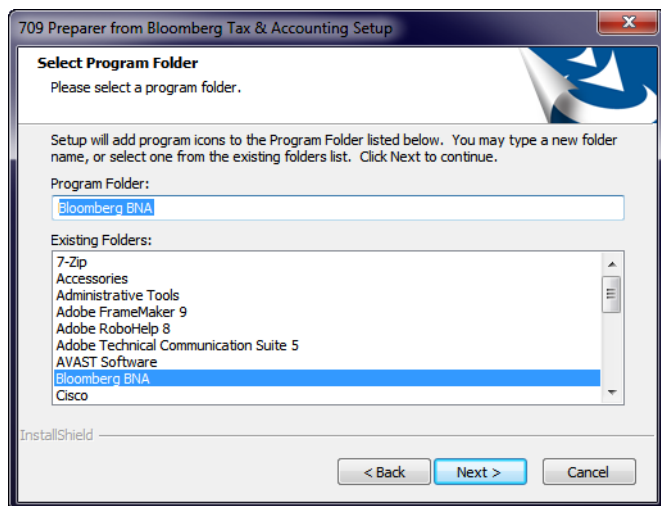 709 Preparer from Bloomberg Tax & Accounting Setup
Select Program Folder
Please select a program folder.
Setup will add program icons to the Program Folder listed below. You may type a new folder
name, or select one from the existing folders list. Click Next to continue.
Program Folder:
Bloomberg BNA
Existing Folders:
7-Zip
Accessories
Administrative Tools
Adobe FrameMaker 9
Adobe RoboHelp 8
Adobe Technical Communication Suite 5
AVAST Software
Bloomberg BNA
Cisco
InstallShield
< Back
Next >
Cancel